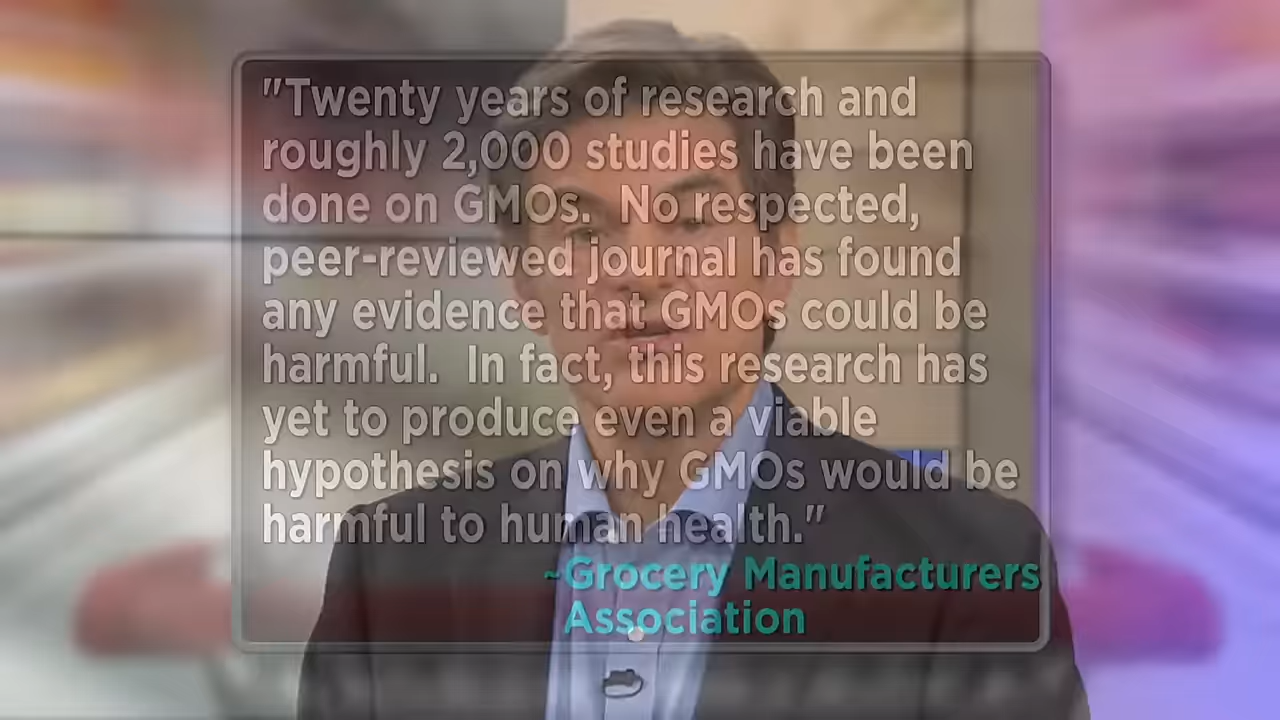 "Twenty years of research and
roughly 2,000 studies have been
done on GMOs.  No respected,
peer-reviewed journal has found
any evidence that GMOs could be
harmful.  In fact, this research has
yet to produce even a viable
hypothesis on why GMOs would be
harmful to human health."
~Grocery Manufacturers
Association